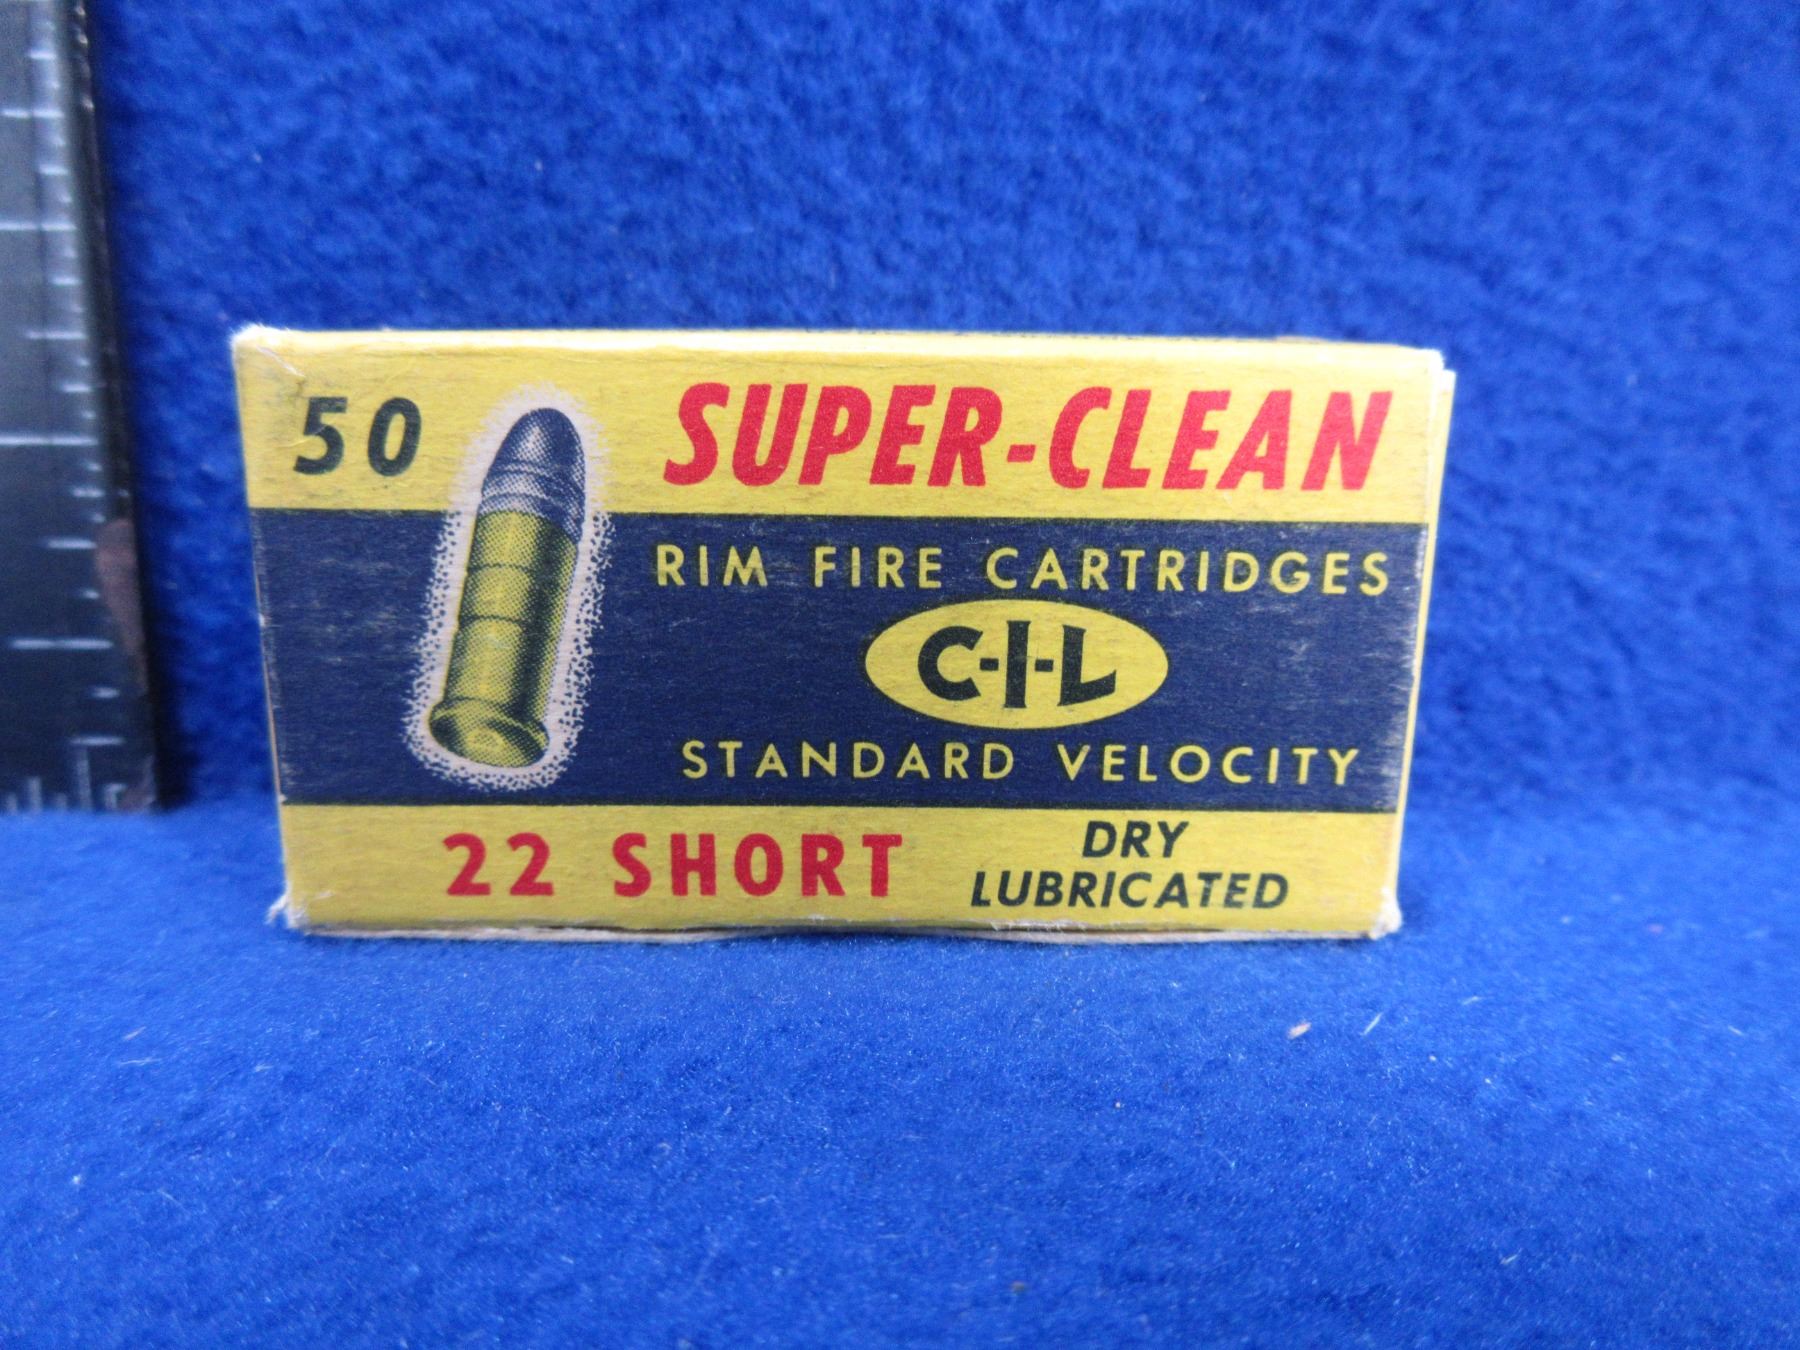 50
SUPER-CLEAN
RIM FIRE CARTRIDGES
C-I-L
STANDARD VELOCITY
22 SHORT
DRY
LUBRICATED